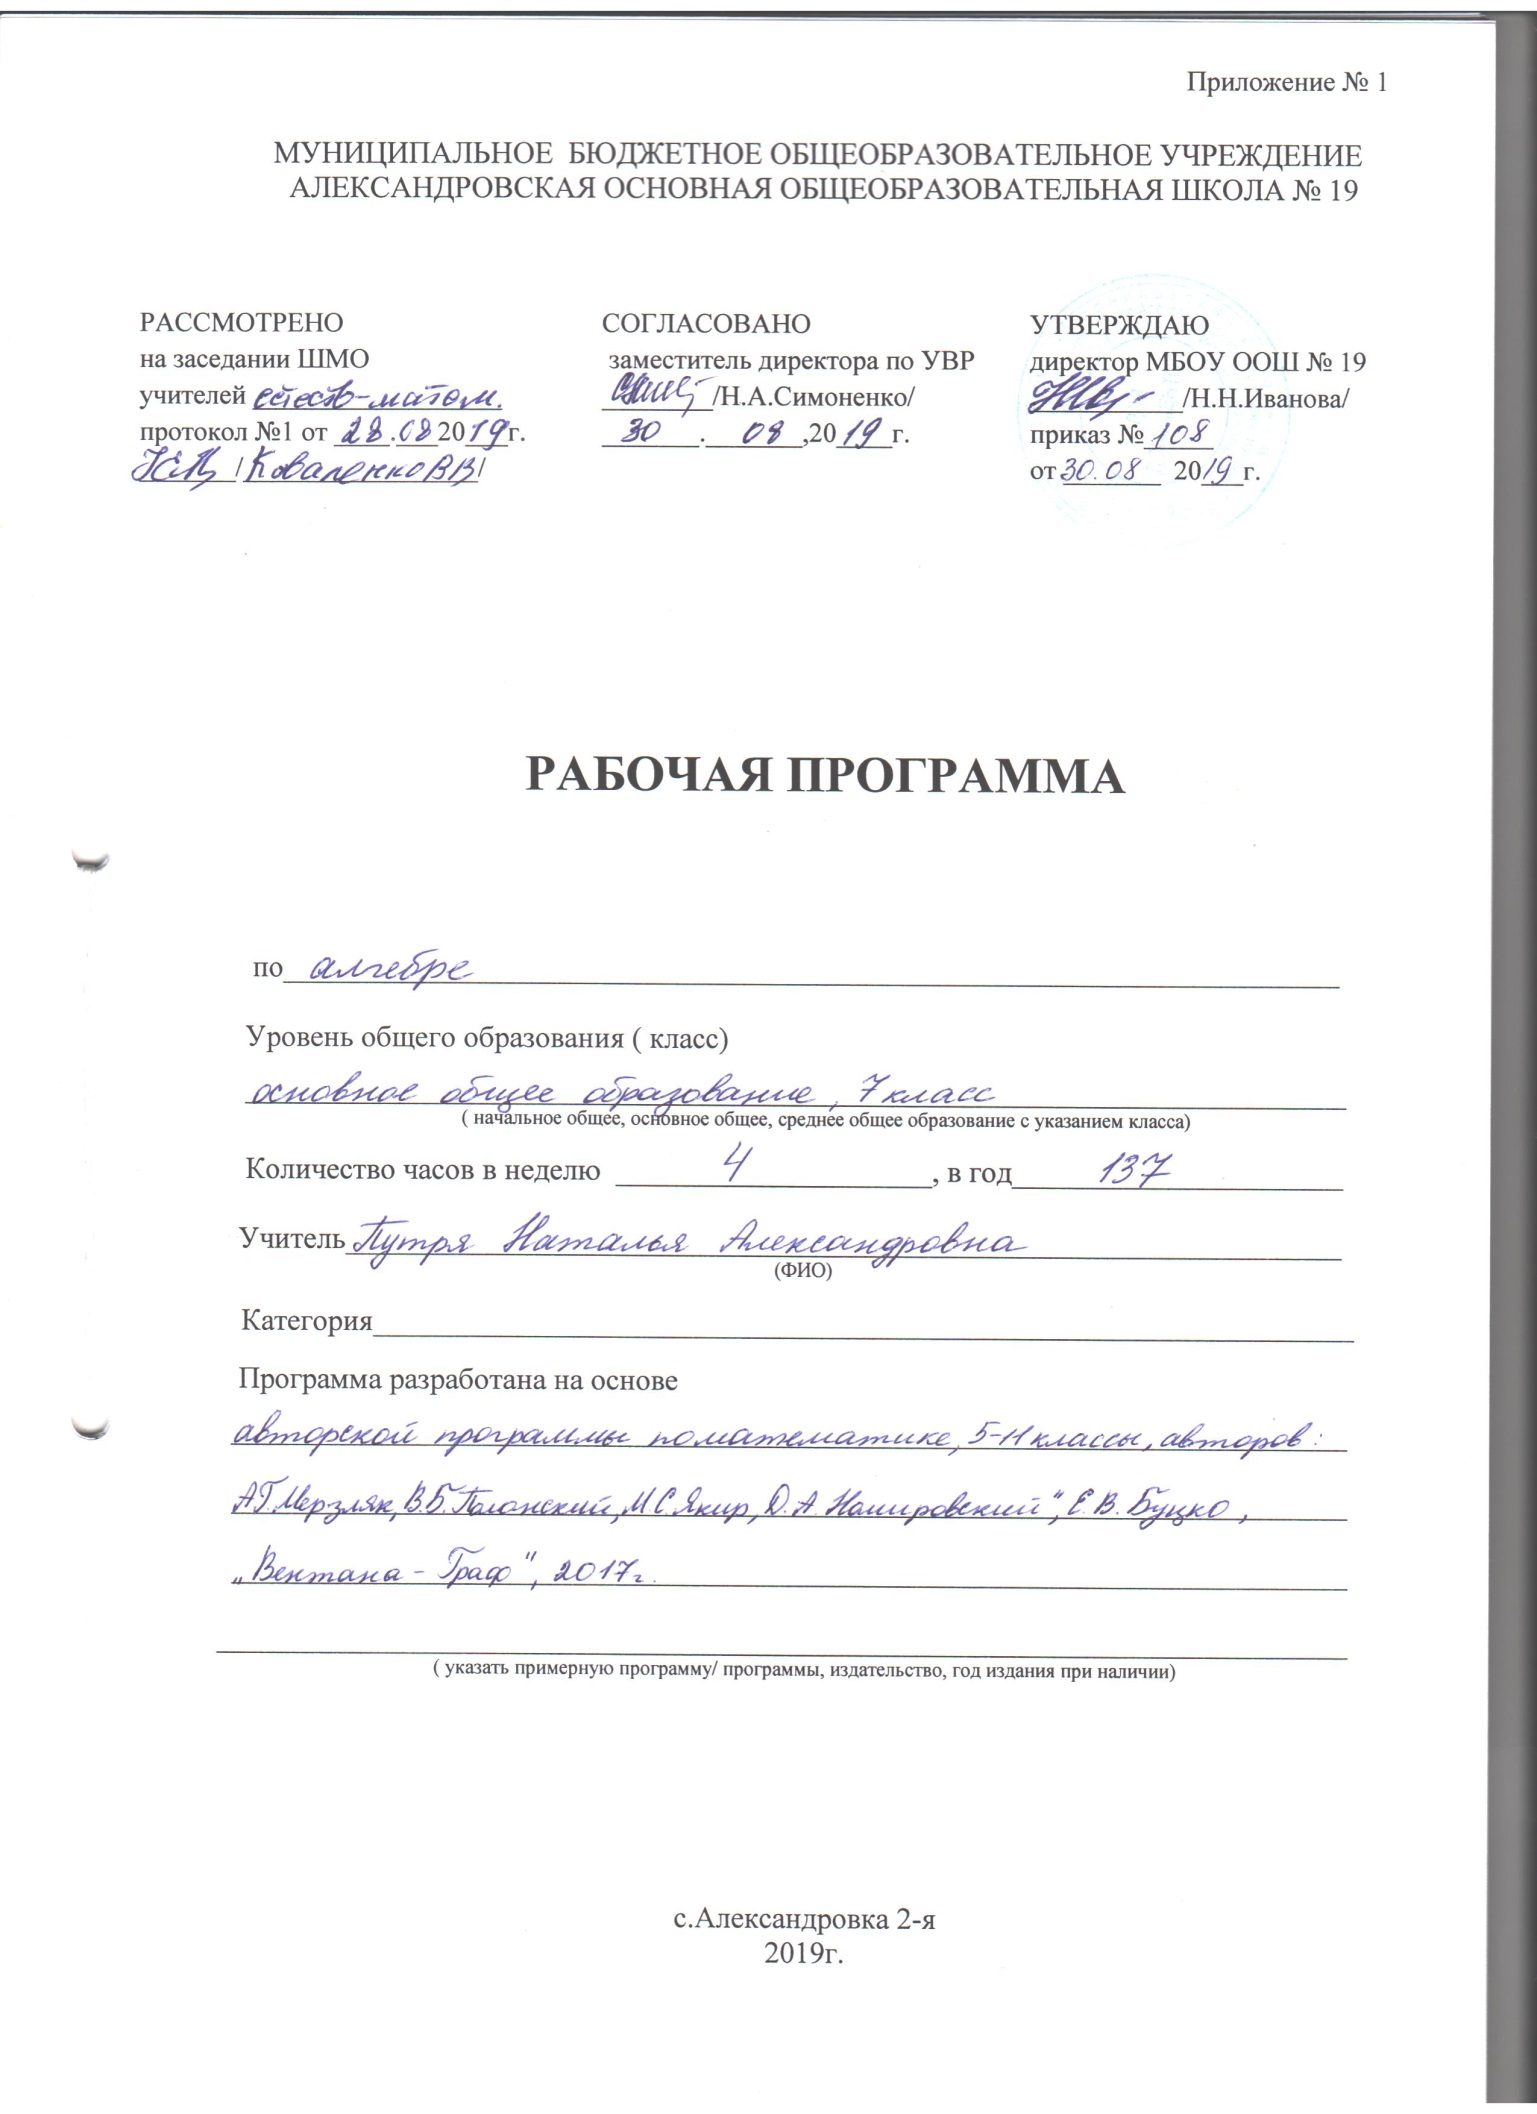 Приложение № 1
МУНИЦИПАЛЬНОЕ БЮДЖЕТНОЕ ОБЩЕОБРАЗОВАТЕЛЬНОЕ УЧРЕЖДЕНИЕ
АЛЕКСАНДРОВСКАЯ ОСНОВНАЯ ОБЩЕОБРАЗОВАТЕЛЬНАЯ ШКОЛА № 19
РАССМОТРЕНО
на заседании ШМО
учителей естеств-матем.
протокол №1 от 28.08 2019г.
/Коваленко В В/
СОГЛАСОВАНО
заместитель директора по УВР
/Н.А.Симоненко/
30.08,2019г.
УТВЕРЖДАЮ
директор МБОУ ООШ № 19
/Н.Н.Иванова/
приказ № 108
от 30.08 2019г.
РАБОЧАЯ ПРОГРАММА
по алгебре
Уровень общего образования ( класс)
основное общее образование, 7 класс
( начальное общее, основное общее, среднее общее образование с указанием класса)
Количество часов в неделю 4, в год 137
Учитель Путря Наталья Александровна
(ФИО)
Категория
Программа разработана на основе
авторской программы по математике, 5-11 классы, авторов:
А.Г.Мерзляк, В.Б.Полонский, М.С.Якир, Д.А.Номировский", Е.В.Буцко,
„Вентана-Граф", 2017г.
( указать примерную программу/ программы, издательство, год издания при наличии)
с.Александровка 2-я
2019г.